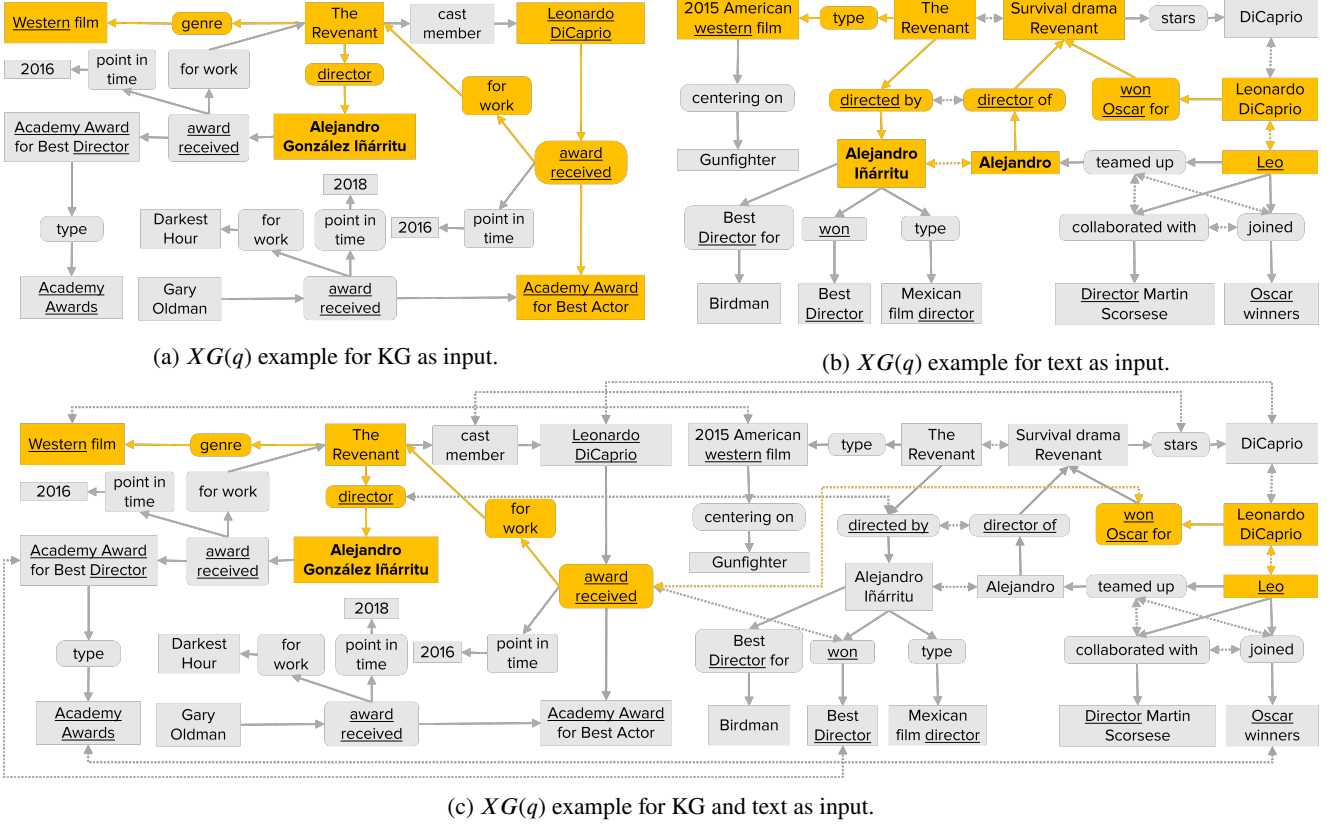 Western film
genre
The
Revenant
cast
member
Leonardo
DiCaprio
2016
point in
time
for work
director
for
work
Academy Award
for Best Director
award
received
Alejandro
González Iñárritu
award
received
2018
type
Darkest
Hour
for
work
point in
time
2016
point in
time
Academy
Awards
Gary
Oldman
award
received
Academy Award
for Best Actor
(a) XG(q) example for KG as input.
2015 American
western film
type
The
Revenant
Survival drama
Revenant
stars
DiCaprio
centering on
directed by
director of
won
Oscar for
Leonardo
DiCaprio
Gunfighter
Alejandro
Iñárritu
Alejandro
teamed up
Leo
Best
Director for
won
type
collaborated with
joined
Birdman
Best
Director
Mexican
film director
Director Martin
Scorsese
Oscar
winners
(b) XG(q) example for text as input.
Western film
genre
The
Revenant
cast
member
Leonardo
DiCaprio
2015 American
western film
type
The
Revenant
Survival drama
Revenant
stars
DiCaprio
2016
point in
time
for work
director
for
work
centering on
directed by
director of
won
Oscar for
Leonardo
DiCaprio
Academy Award
for Best Director
award
received
Alejandro
González Iñárritu
Gunfighter
award
received
Alejandro
Iñárritu
Alejandro
teamed up
Leo
2018
type
Darkest
Hour
for
work
point in
time
2016
point in
time
Best
Director for
won
type
collaborated with
joined
Academy
Awards
Gary
Oldman
award
received
Academy Award
for Best Actor
Birdman
Best
Director
Mexican
film director
Director Martin
Scorsese
Oscar
winners
(c) XG(q) example for KG and text as input.